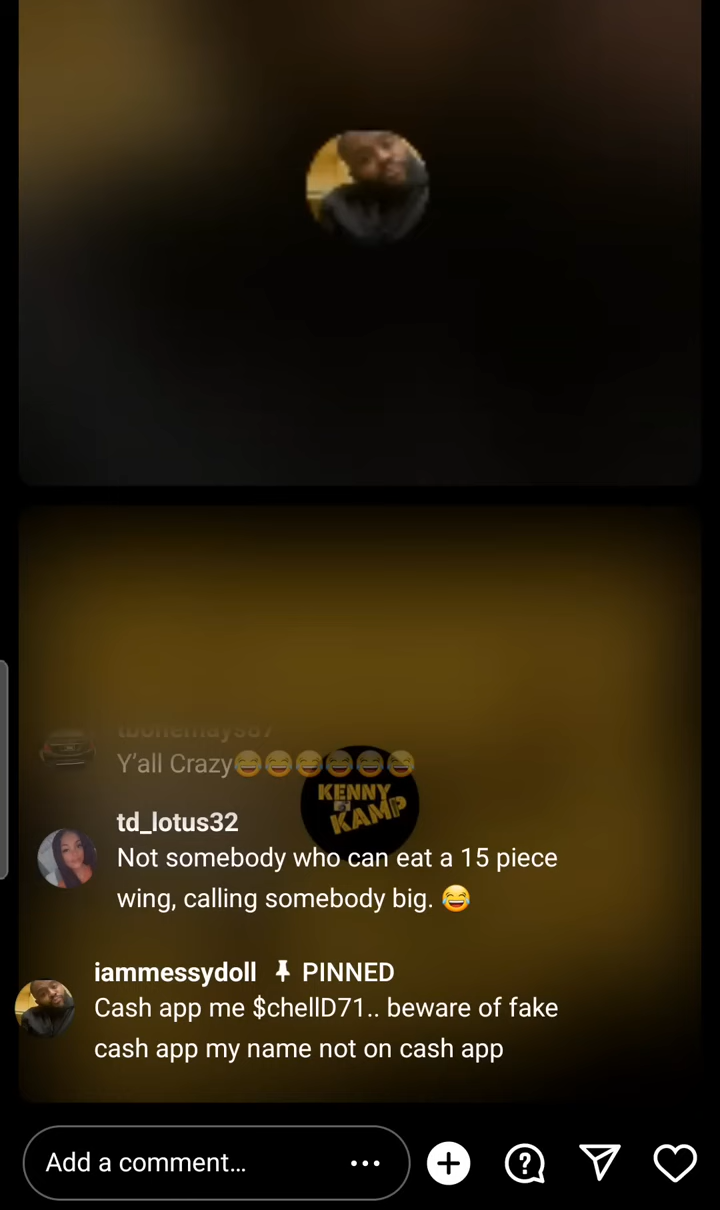 tbonemays87
Y'all Crazy😂😂😂😂😂😂
KENNY
KAMP
td_lotus32
Not somebody who can eat a 15 piece
wing, calling somebody big. 😂
iammessydoll PINNED
Cash app me $chellD71.. beware of fake
cash app my name not on cash app
Add a comment...